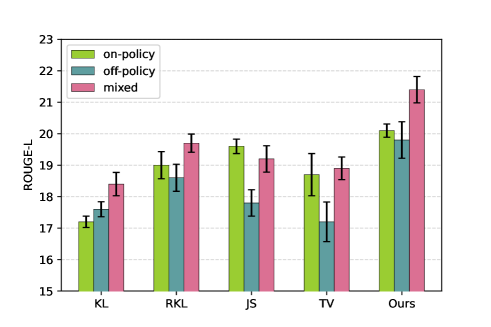 23
22
21
20
19
18
17
16
15
ROUGE-L
on-policy
off-policy
mixed
KL RKL JS TV Ours